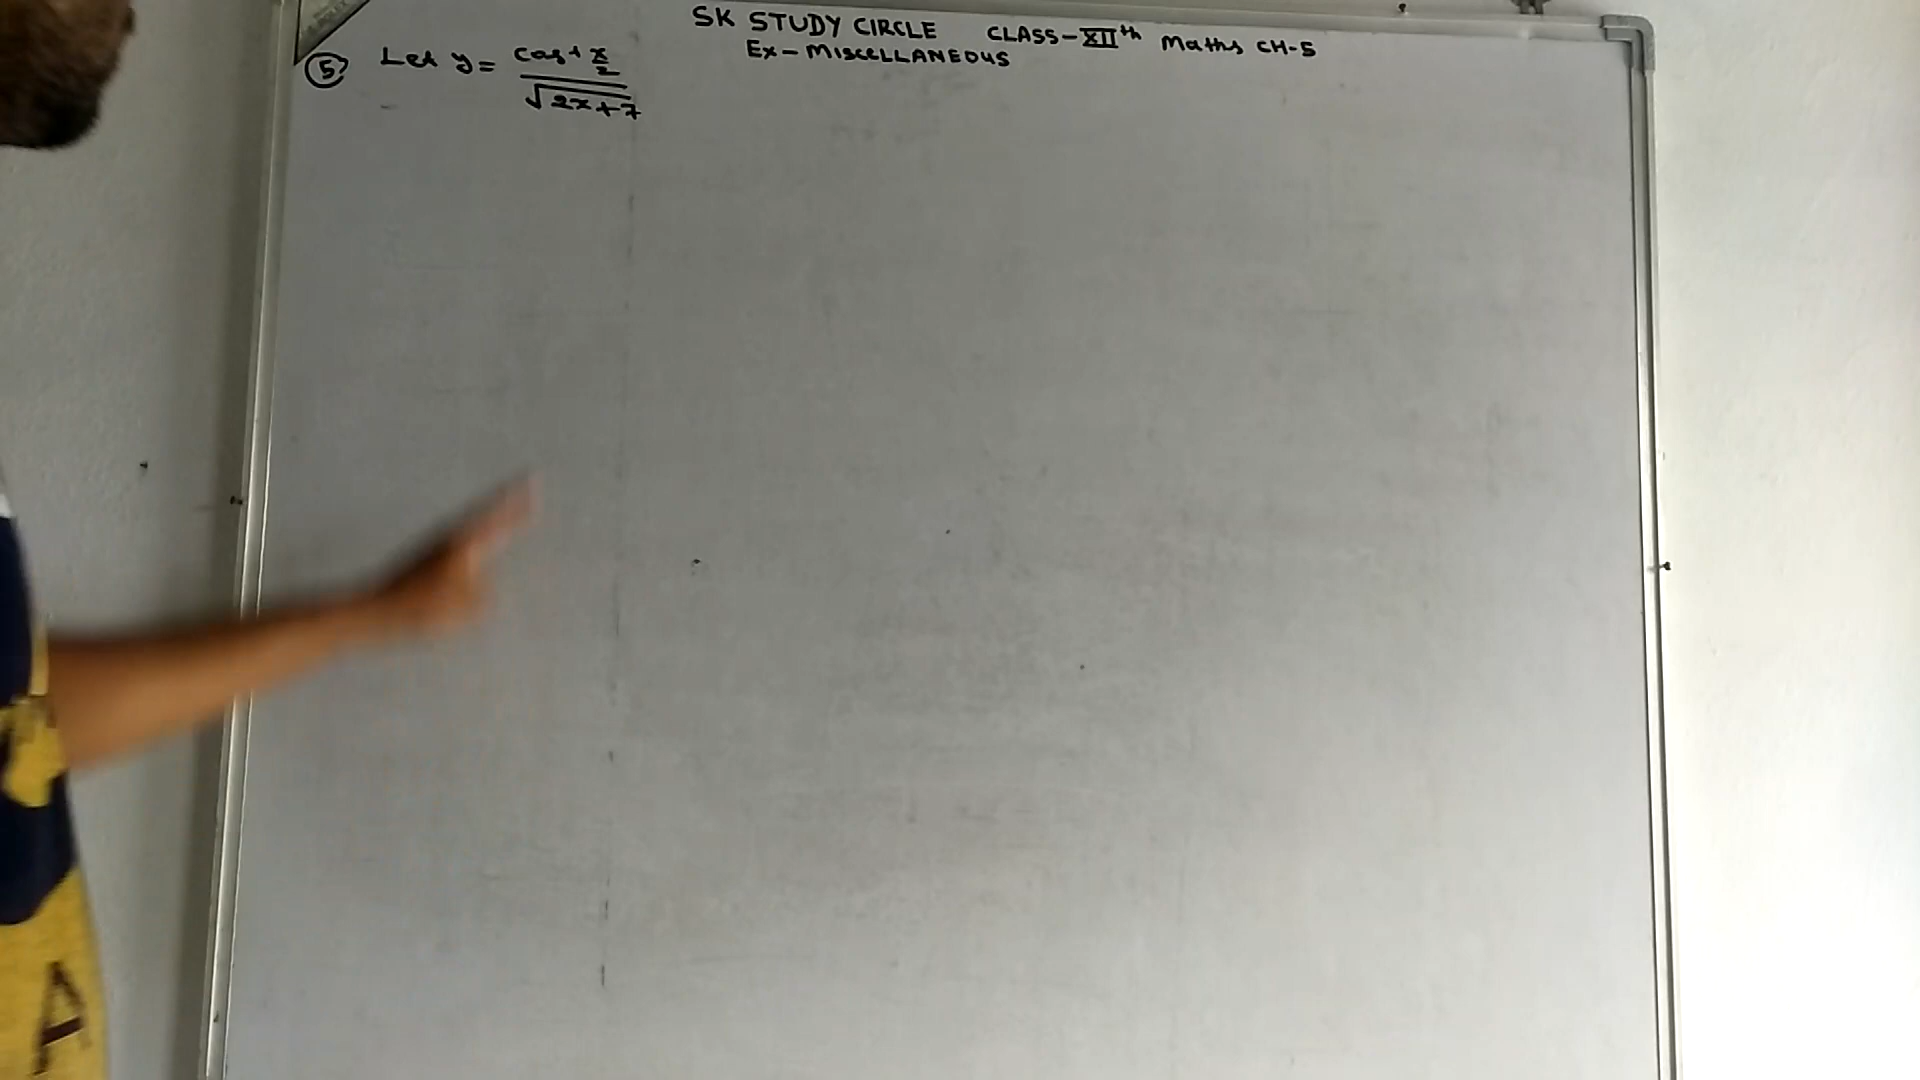 SK STUDY CIRCLE CLASS-XIIth Maths CH-5
Ex-MISCELLANEOUS
⑤ Let y = cos⁻¹ x/2 / √2x+7
A